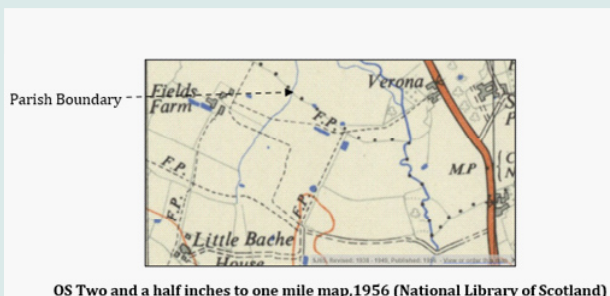 Parish Boundary
Fields
Farm
Verona
F.P.
F.P.
M.P.
F.P.
F.P.
Little Bache
House
OS Two and a half inches to one mile map,1956 (National Library of Scotland)